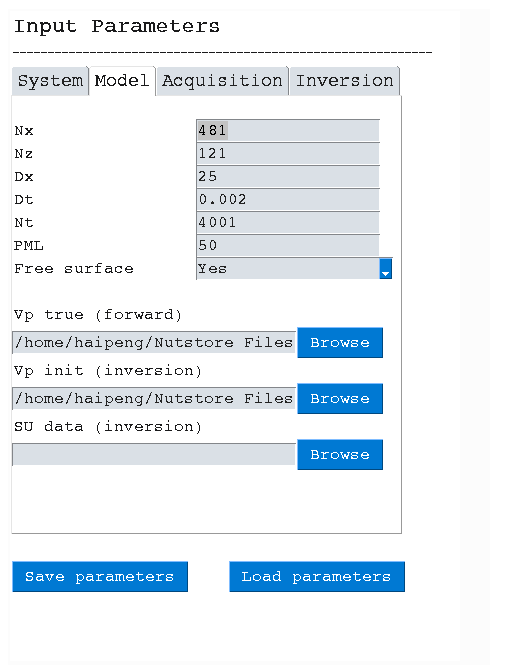 Input Parameters
System Model Acquisition Inversion
Nx 481
Nz 121
Dx 25
Dt 0.002
Nt 4001
PML 50
Free surface Yes
Vp true (forward)
/home/haipeng/Nutstore Files Browse
Vp init (inversion)
/home/haipeng/Nutstore Files Browse
SU data (inversion)
Browse
Save parameters Load parameters